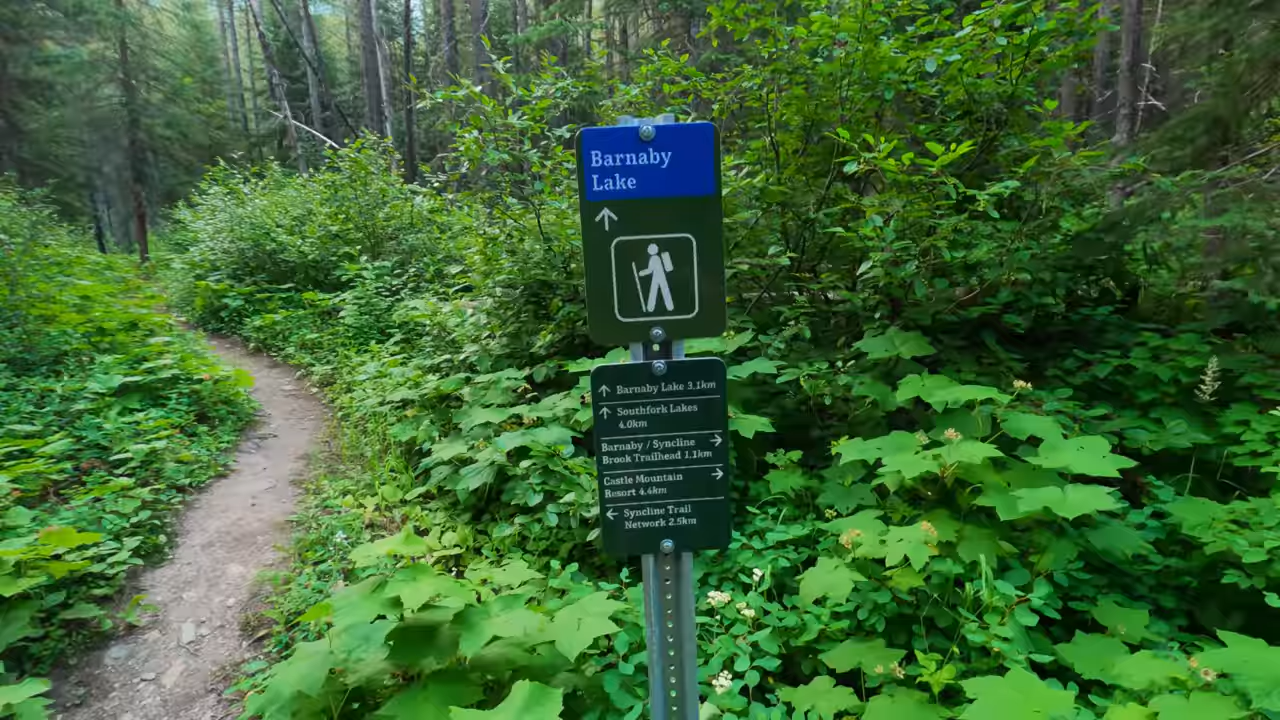 Barnaby
Lake
Barnaby Lake 3.1km
Southfork Lakes
4.0km
Barnaby / Syncline
Brook Trailhead 1.1km
Castle Mountain
Resort 4.4km
Syncline Trail
Network 2.5km